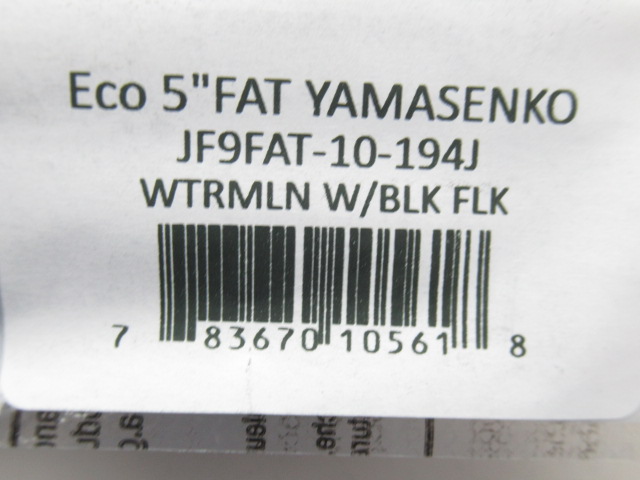 Eco 5"FAT YAMASENKO
JF9FAT-10-194J
WTRMLN W/BLK FLK
7 83670 10561 8